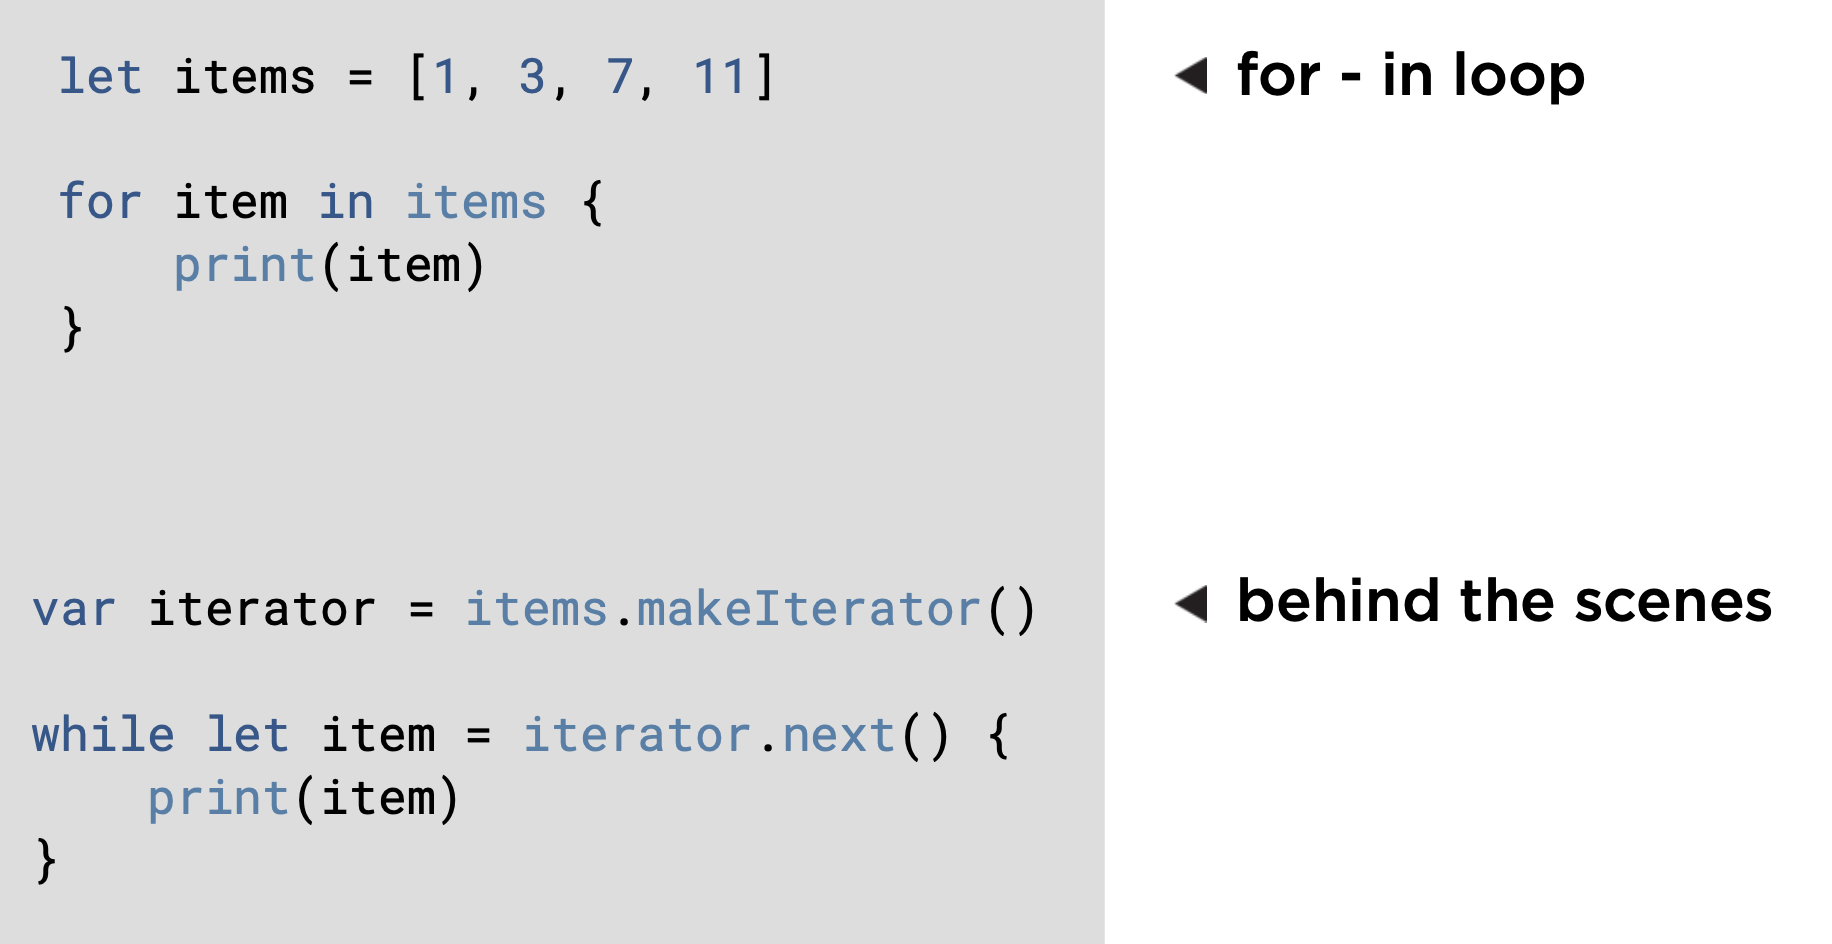 let items = [1, 3, 7, 11]
for - in loop
for item in items {
print(item)
}
var iterator = items.makeIterator()
behind the scenes
while let item = iterator.next() {
print(item)
}